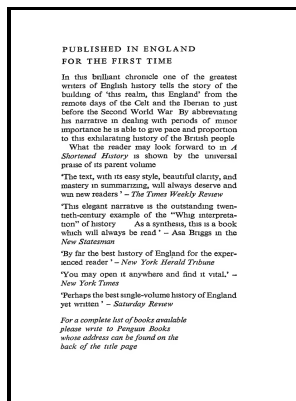 PUBLISHED IN ENGLAND
FOR THE FIRST TIME
In this brilliant chronicle one of the greatest
writers of English history tells the story of the
building of 'this realm, this England' from the
remote days of the Celt and the Iberian to just
before the Second World War By abbreviating
his narrative in dealing with periods of minor
importance he is able to give pace and proportion
to this exhilarating history of the British people
What the reader may look forward to in A
Shortened History is shown by the universal
praise of its parent volume
'The text, with its easy style, beautiful clarity, and
mastery in summarizing, will always deserve and
win new readers' – The Times Weekly Review
'This elegant narrative is the outstanding twen-
tieth-century example of the "Whig interpreta-
tion" of history As a synthesis, this is a book
which will always be read' – Asa Briggs in the
New Statesman
'By far the best history of England for the exper-
ienced reader' – New York Herald Tribune
'You may open it anywhere and find it vital.' –
New York Times
'Perhaps the best single-volume history of England
yet written' – Saturday Review
For a complete list of books available
please write to Penguin Books
whose address can be found on the
back of the title page